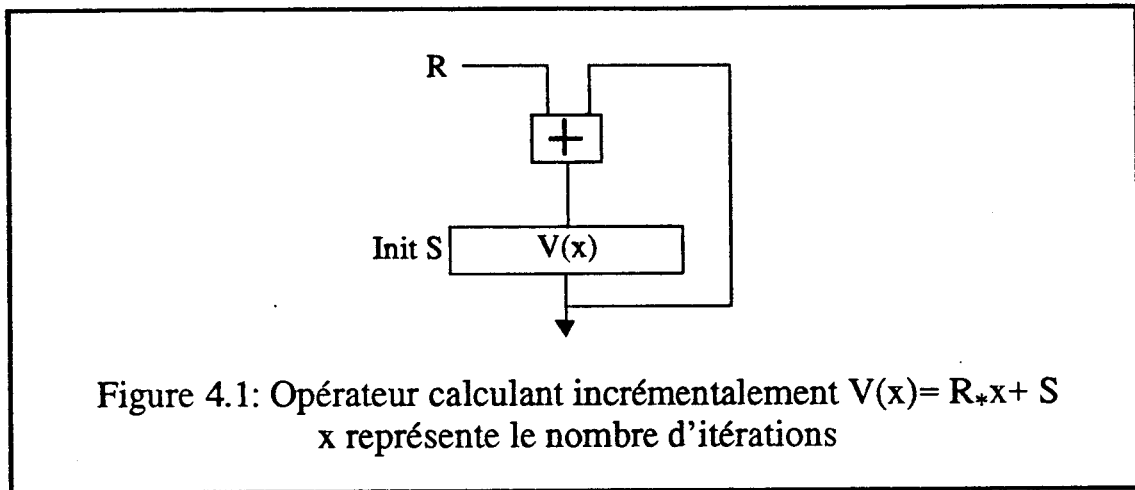 R
+
Init S
V(x)
Figure 4.1: Opérateur calculant incrémentalement V(x)= R*x+ S
x représente le nombre d'itérations